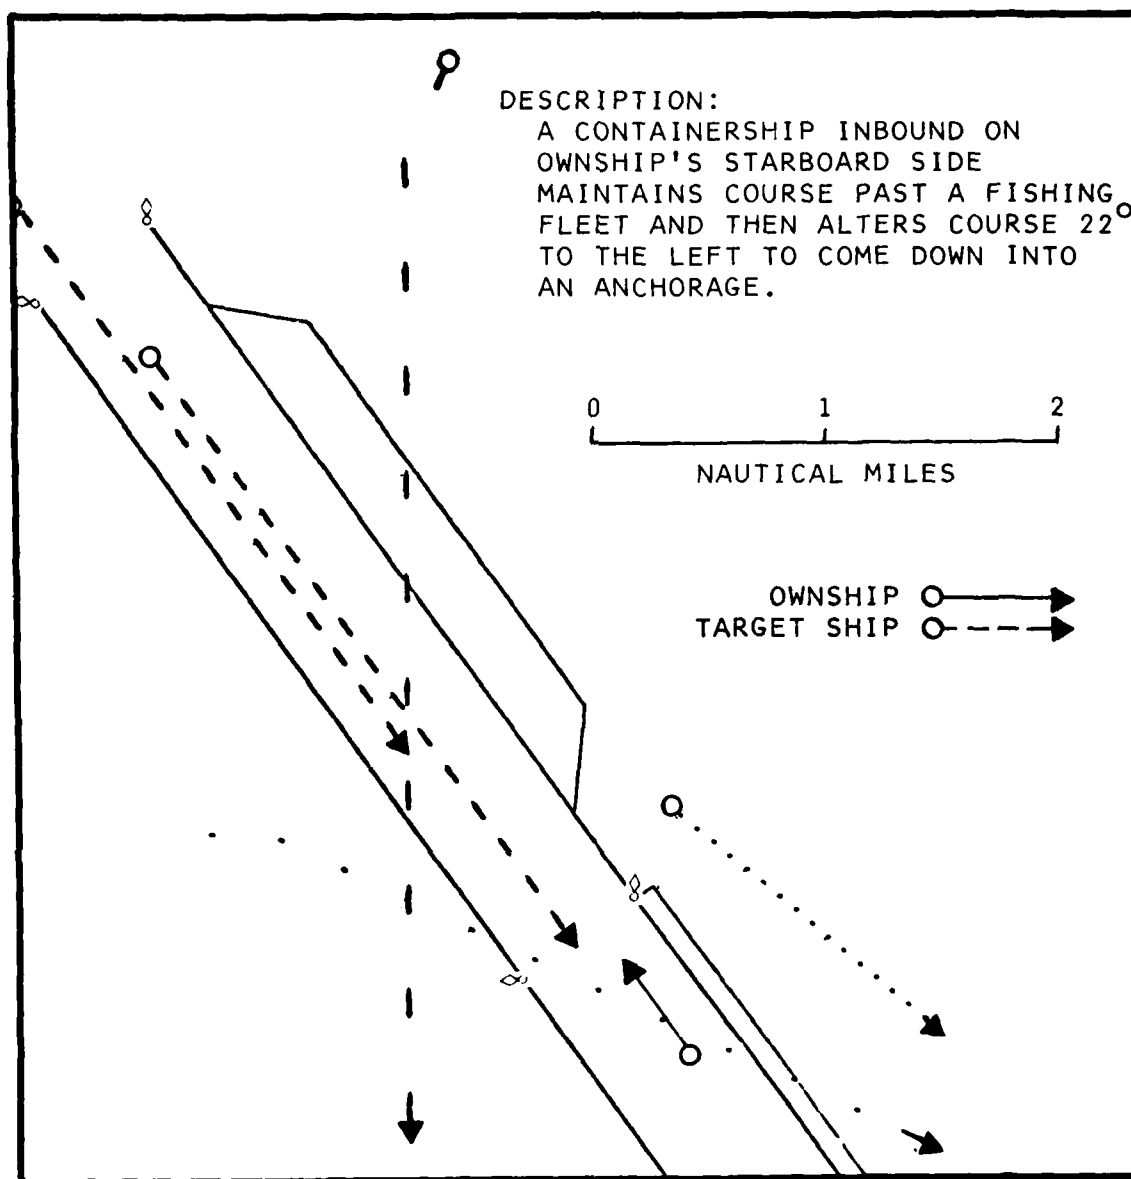 DESCRIPTION:
A CONTAINERSHIP INBOUND ON
OWNSHIP'S STARBOARD SIDE
MAINTAINS COURSE PAST A FISHING
FLEET AND THEN ALTERS COURSE 22°
TO THE LEFT TO COME DOWN INTO
AN ANCHORAGE.
0 1 2
NAUTICAL MILES
OWNSHIP
TARGET SHIP